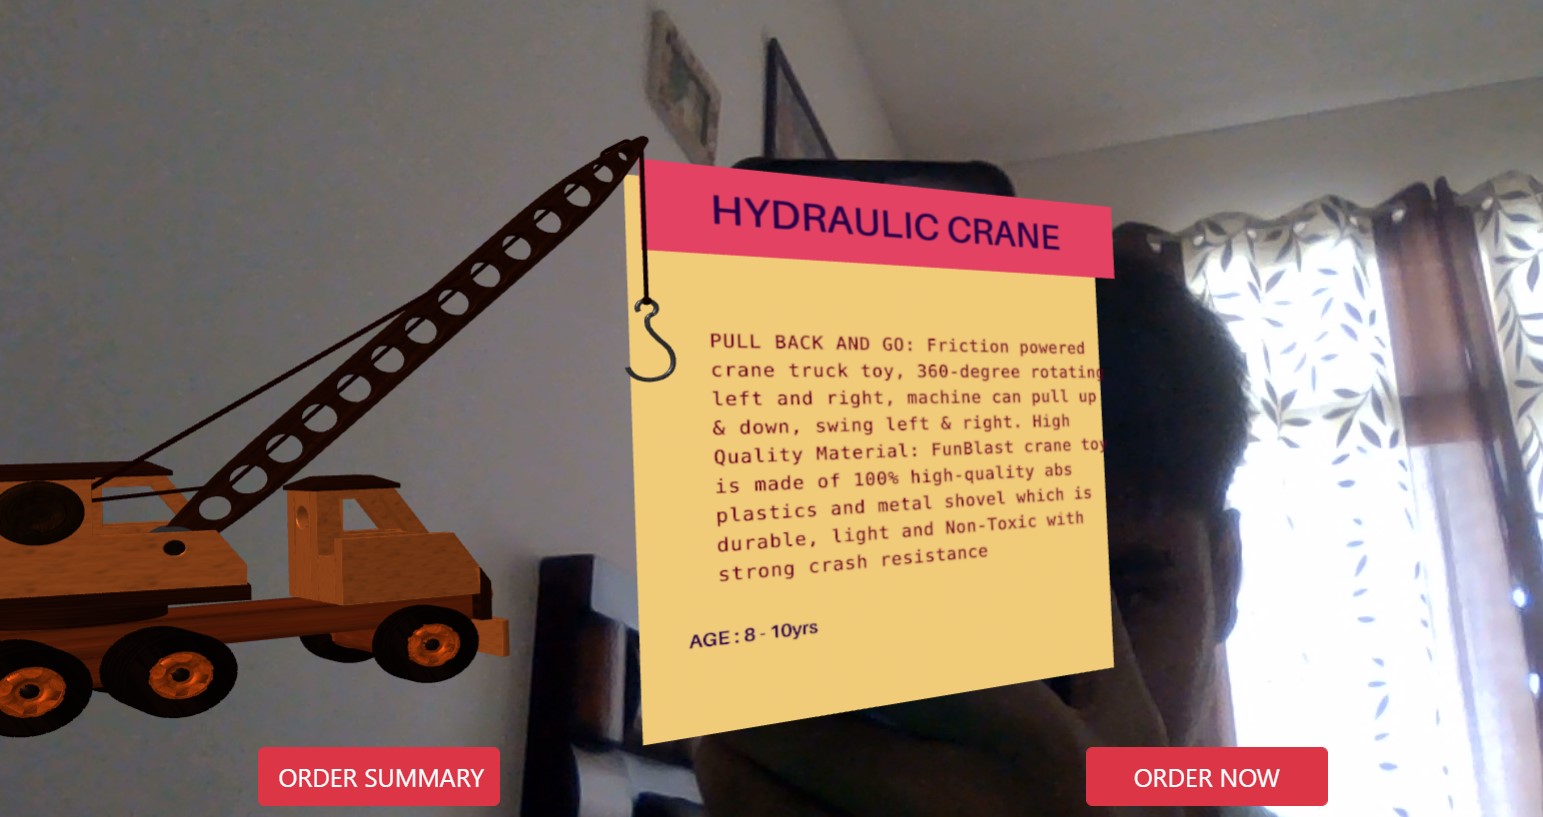 HYDRAULIC CRANE
PULL BACK AND GO: Friction powered
crane truck toy, 360-degree rotating
left and right, machine can pull up
& down, swing left & right. High
Quality Material: FunBlast crane toy
is made of 100% high-quality abs
plastics and metal shovel which is
durable, light and Non-Toxic with
strong crash resistance
AGE : 8 - 10yrs
ORDER SUMMARY
ORDER NOW